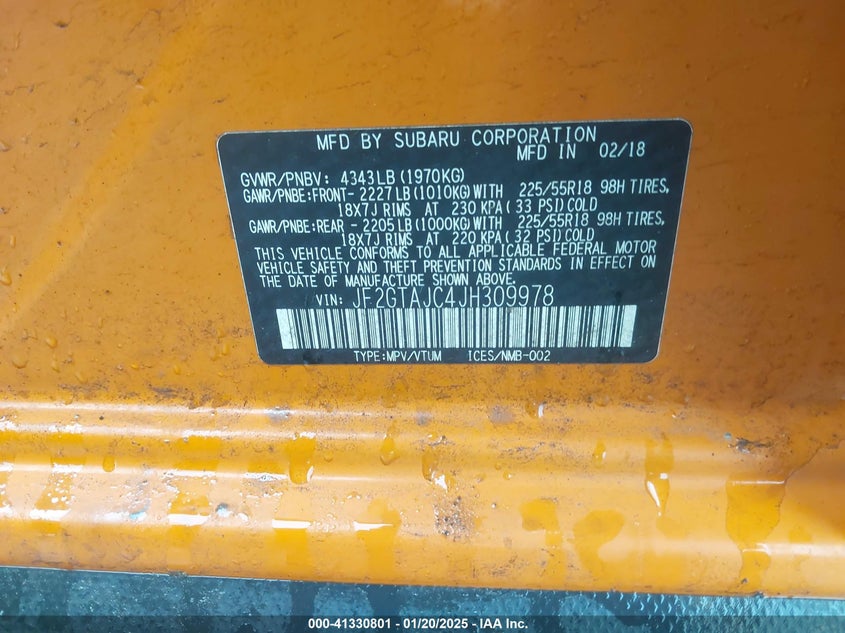 MFD BY SUBARU CORPORATION
MFD IN 02/18
GVWR/PNBV: 4343LB (1970KG)
GAWR/PNBE:FRONT- 2227LB (1010KG) WITH 225/55R18 98H TIRES,
18X7J RIMS AT 230 KPA ( 33 PSI) COLD
GAWR/PNBE:REAR - 2205LB (1000KG) WITH 225/55R18 98H TIRES,
18X7J RIMS AT 220 KPA ( 32 PSI) COLD
THIS VEHICLE CONFORMS TO ALL APPLICABLE FEDERAL MOTOR
VEHICLE SAFETY AND THEFT PREVENTION STANDARDS IN EFFECT ON
THE DATE OF MANUFACTURE SHOWN ABOVE.
VIN: JF2GTAJC4JH309978
TYPE:MPV/VTUM ICES/NMB-002
000-41330801 - 01/20/2025 - IAA Inc.